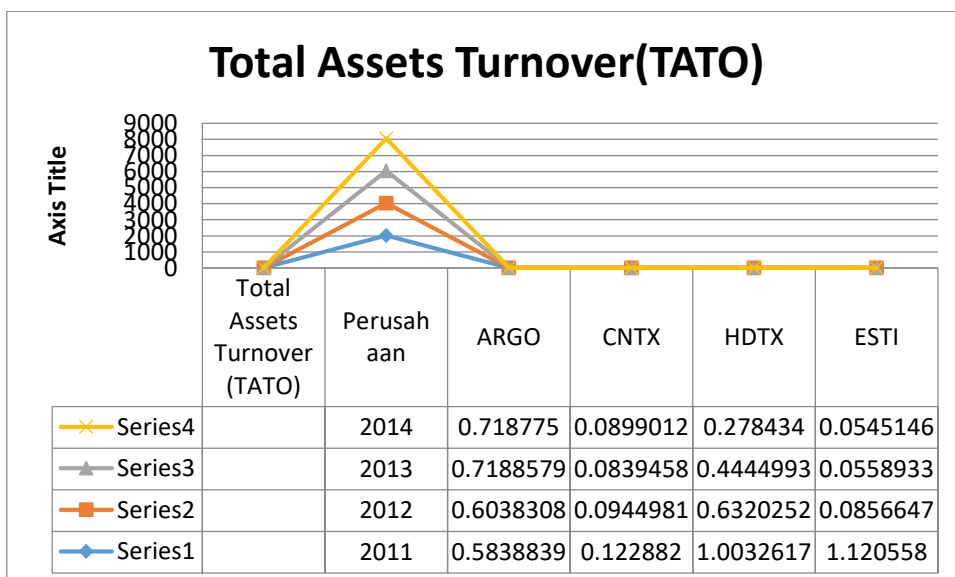 Total Assets Turnover(TATO)
Axis Title
9000
8000
7000
6000
5000
4000
3000
2000
1000
0
Total
Assets
Turnover
(TATO)
Perusah
aan
ARGO
CNTX
HDTX
ESTI
Series4 2014 0.718775 0.0899012 0.278434 0.0545146
Series3 2013 0.7188579 0.0839458 0.4444993 0.0558933
Series2 2012 0.6038308 0.0944981 0.6320252 0.0856647
Series1 2011 0.5838839 0.122882 1.0032617 1.120558